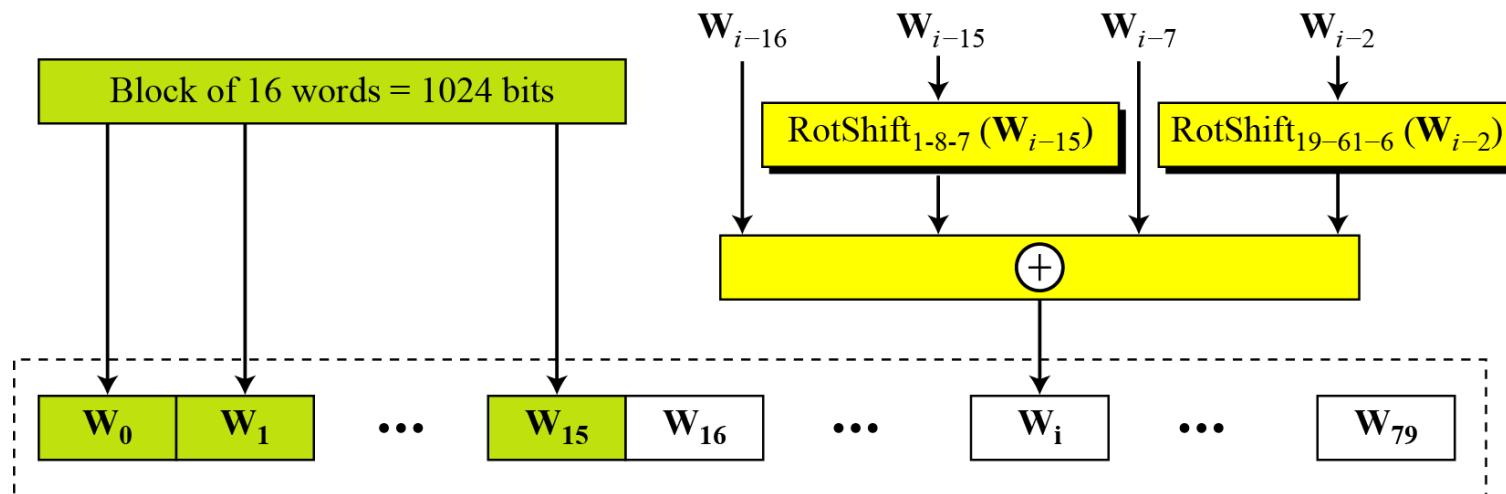 W_{i−16} W_{i−15} W_{i−7} W_{i−2}
Block of 16 words = 1024 bits
RotShift_{1-8-7} (W_{i−15}) RotShift_{19−61−6} (W_{i−2})
+
W_0 W_1 ••• W_15 W_16 ••• W_i ••• W_79